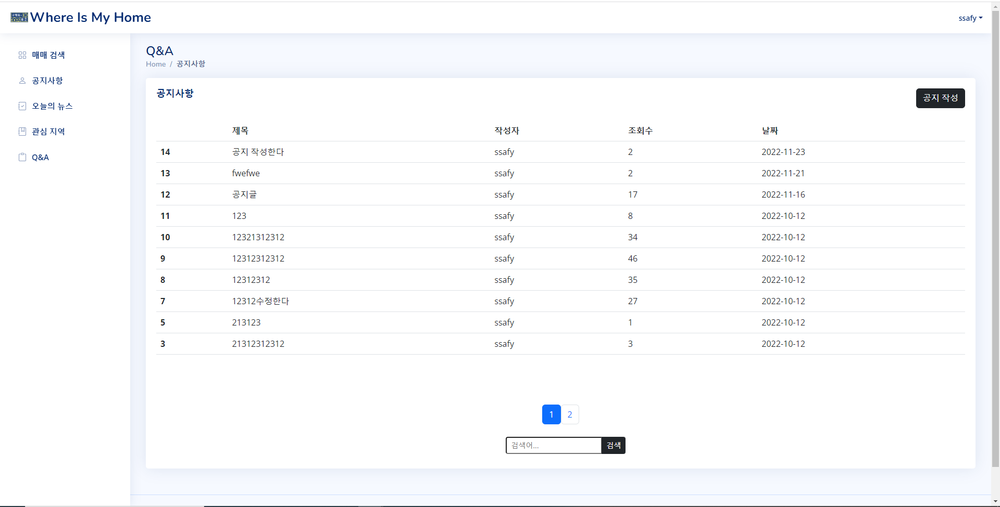 Where Is My Home
ssafy
매매 검색
공지사항
오늘의 뉴스
관심 지역
Q&A
Q&A
Home / 공지사항
공지사항
공지 작성
제목 작성자 조회수 날짜
14 공지 작성한다 ssafy 2 2022-11-23
13 fwefwe ssafy 2 2022-11-21
12 공지글 ssafy 17 2022-11-16
11 123 ssafy 8 2022-10-12
10 12321312312 ssafy 34 2022-10-12
9 12312312312 ssafy 46 2022-10-12
8 12312312 ssafy 35 2022-10-12
7 12312수정한다 ssafy 27 2022-10-12
5 213123 ssafy 1 2022-10-12
3 21312312312 ssafy 3 2022-10-12
1 2
검색어... 검색